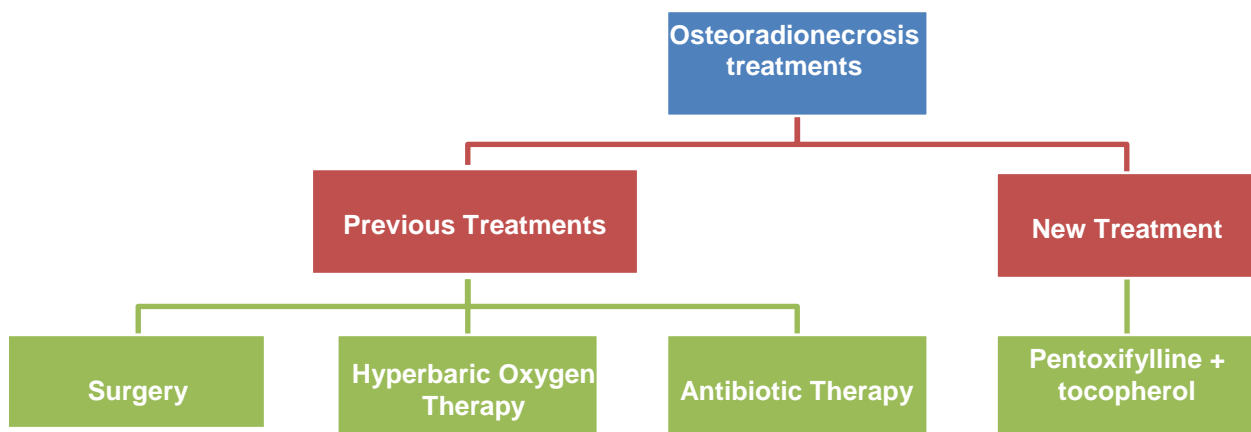 Osteoradionecrosis
treatments
Previous Treatments
New Treatment
Surgery
Hyperbaric Oxygen
Therapy
Antibiotic Therapy
Pentoxifylline +
tocopherol